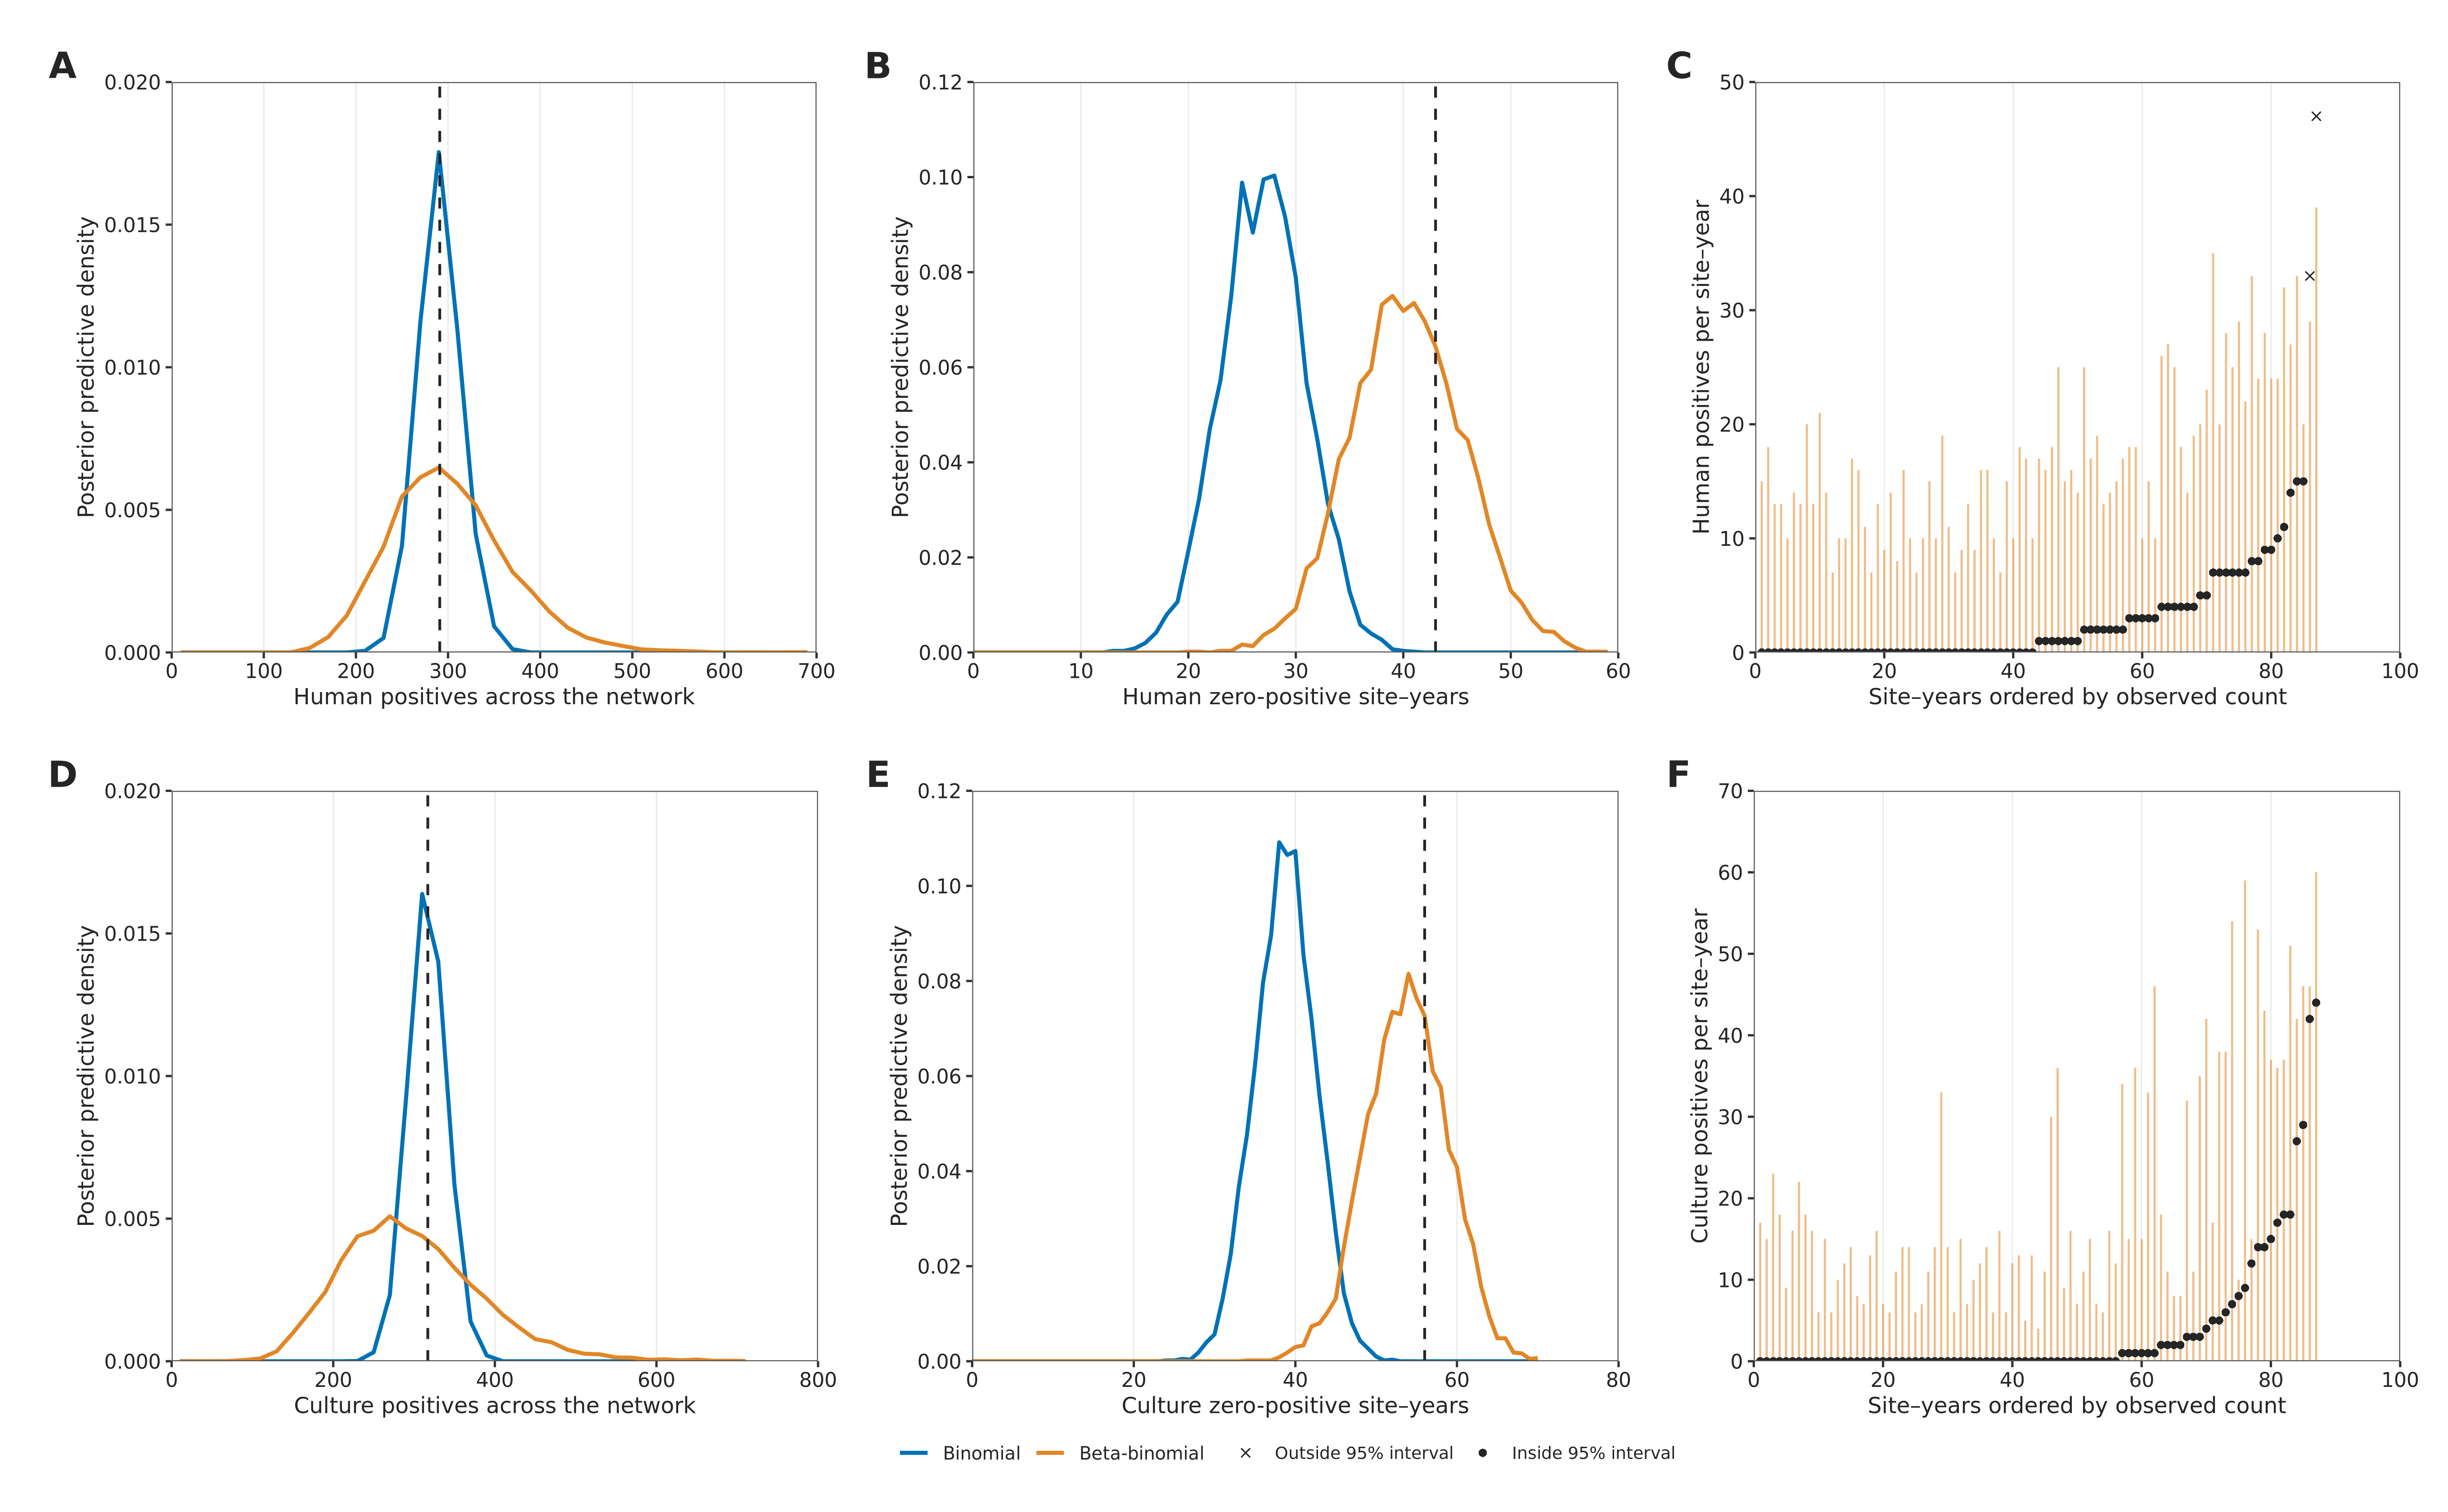 A
0.020
0.015
0.010
0.005
0.000
Posterior predictive density
0 100 200 300 400 500 600 700
Human positives across the network
B
0.12
0.10
0.08
0.06
0.04
0.02
0.00
Posterior predictive density
0 10 20 30 40 50 60
Human zero-positive site–years
C
50
40
30
20
10
0
Human positives per site–year
0 20 40 60 80 100
Site–years ordered by observed count
D
0.020
0.015
0.010
0.005
0.000
Posterior predictive density
0 200 400 600 800
Culture positives across the network
E
0.12
0.10
0.08
0.06
0.04
0.02
0.00
Posterior predictive density
0 20 40 60 80
Culture zero-positive site–years
F
70
60
50
40
30
20
10
0
Culture positives per site–year
0 20 40 60 80 100
Site–years ordered by observed count
Binomial Beta-binomial Outside 95% interval Inside 95% interval